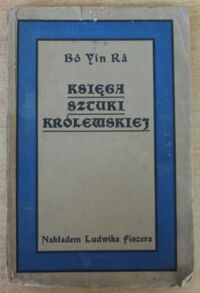 Bô Yin Râ
KSIĘGA
SZTUKI
KRÓLEWSKIEJ
Nakładem Ludwika Fiszera